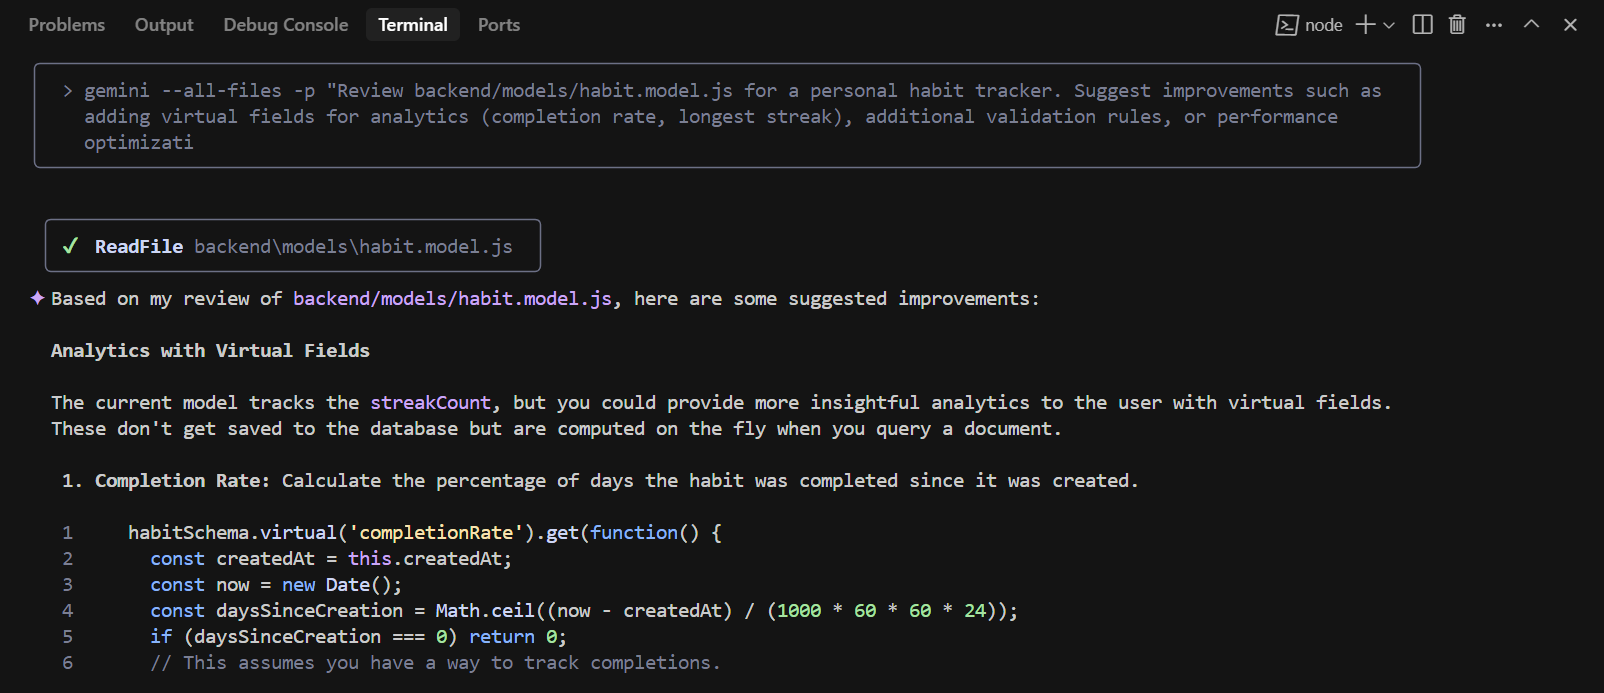 Problems Output Debug Console Terminal Ports node
> gemini --all-files -p "Review backend/models/habit.model.js for a personal habit tracker. Suggest improvements such as
adding virtual fields for analytics (completion rate, longest streak), additional validation rules, or performance
optimizati
✓ ReadFile backend\models\habit.model.js
✦ Based on my review of backend/models/habit.model.js, here are some suggested improvements:
Analytics with Virtual Fields
The current model tracks the streakCount, but you could provide more insightful analytics to the user with virtual fields.
These don't get saved to the database but are computed on the fly when you query a document.
1. Completion Rate: Calculate the percentage of days the habit was completed since it was created.
1 habitSchema.virtual('completionRate').get(function() {
2 const createdAt = this.createdAt;
3 const now = new Date();
4 const daysSinceCreation = Math.ceil((now - createdAt) / (1000 * 60 * 60 * 24));
5 if (daysSinceCreation === 0) return 0;
6 // This assumes you have a way to track completions.